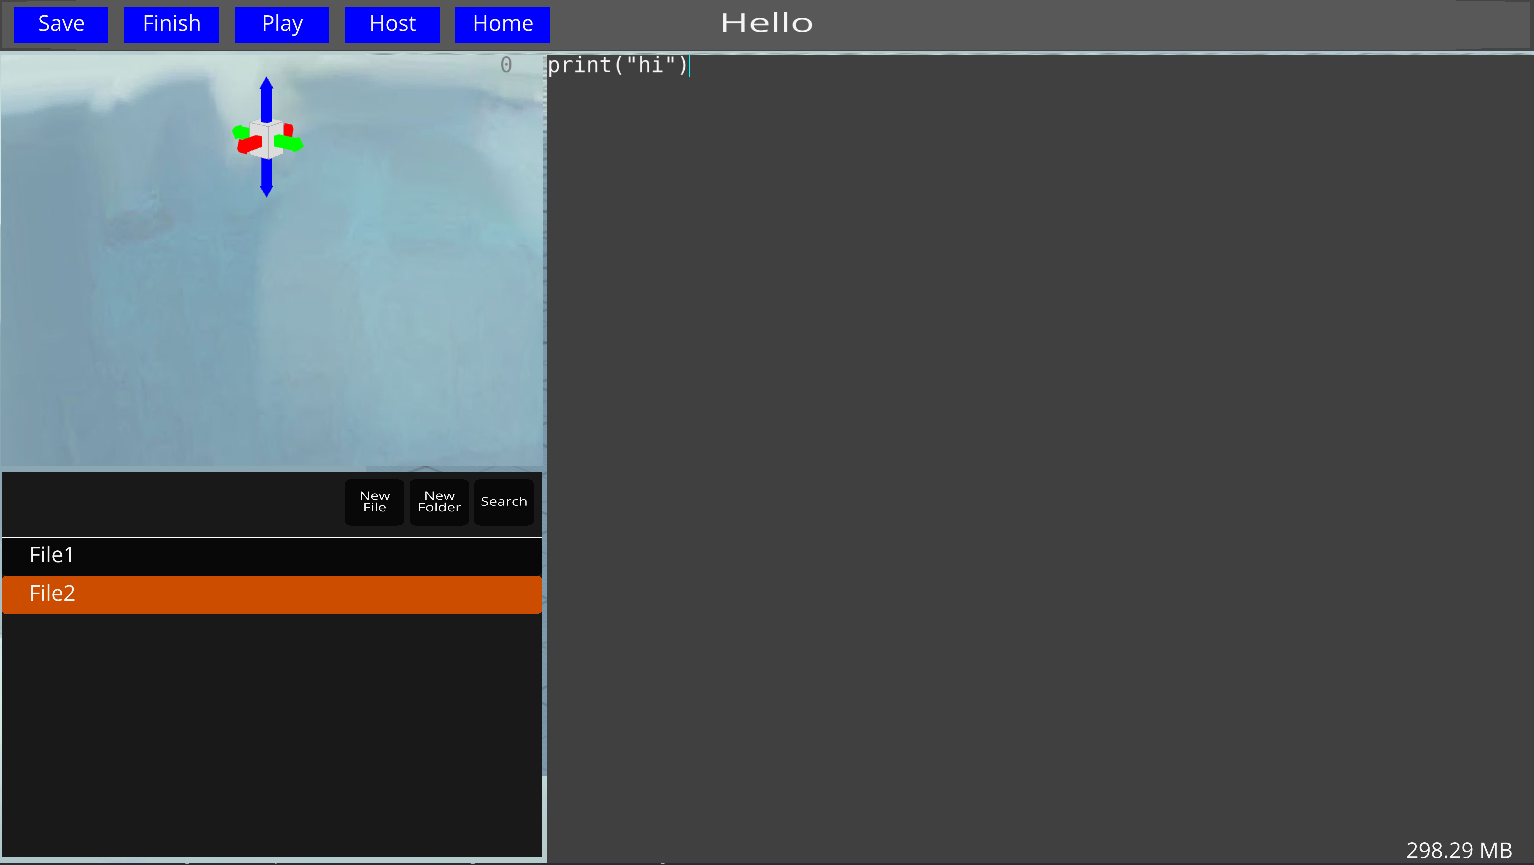 Save Finish Play Host Home Hello
0 print("hi")
New File New Folder Search
File1
File2
298.29 MB